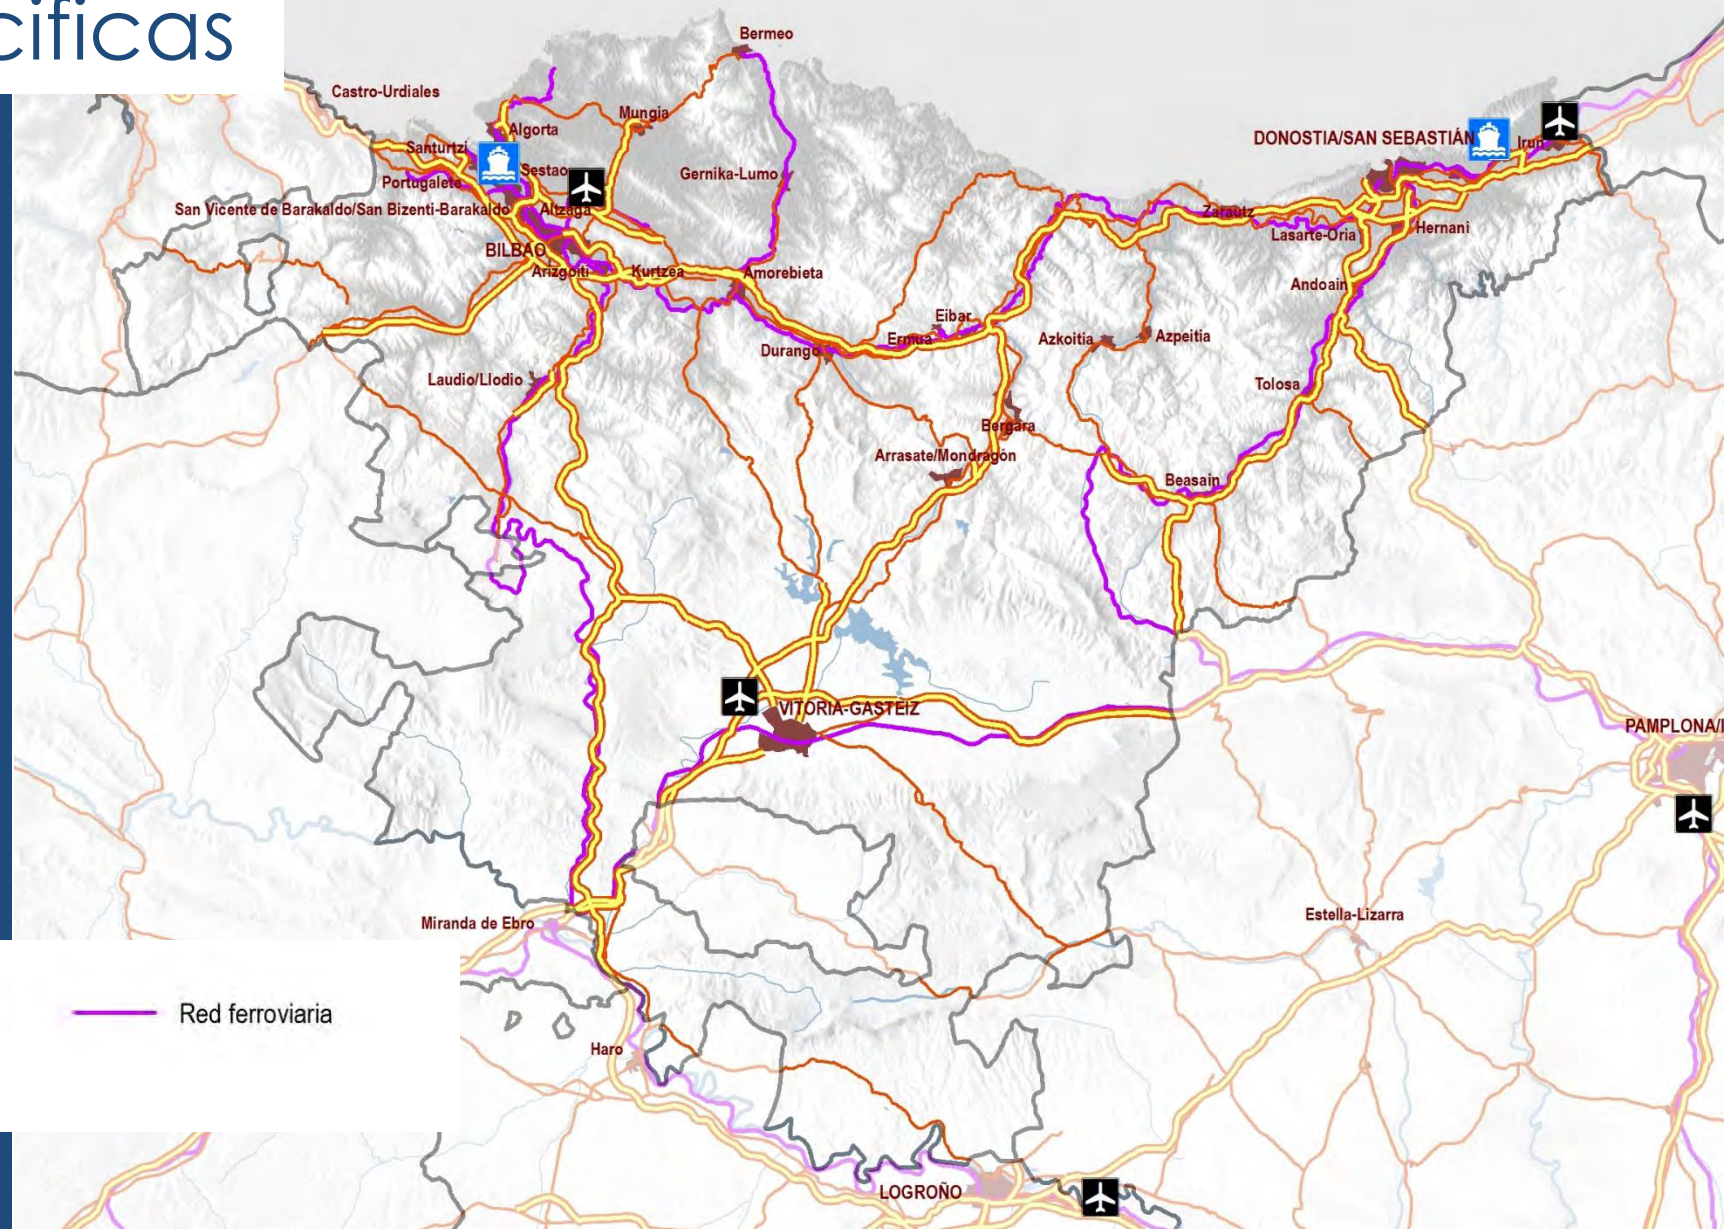 cificas
Bermeo
Castro-Urdiales
Mungia
Algorta
DONOSTIA/SAN SEBASTIÁN
Irun
Santurtzi
Sestao
Gernika-Lumo
Portugalete
San Vicente de Barakaldo/San Bizenti-Barakaldo
Altzaga
Zarautz
Lasarte-Oria
Hernani
BILBAO
Arizgoiti
Kurtzea
Amorebieta
Andoain
Eibar
Ermua
Azkoitia
Azpeitia
Durango
Laudio/Llodio
Tolosa
Bergara
Arrasate/Mondragón
Beasain
VITORIA-GASTEIZ
PAMPLONA/I
Miranda de Ebro
Estella-Lizarra
Red ferroviaria
Haro
LOGROÑO